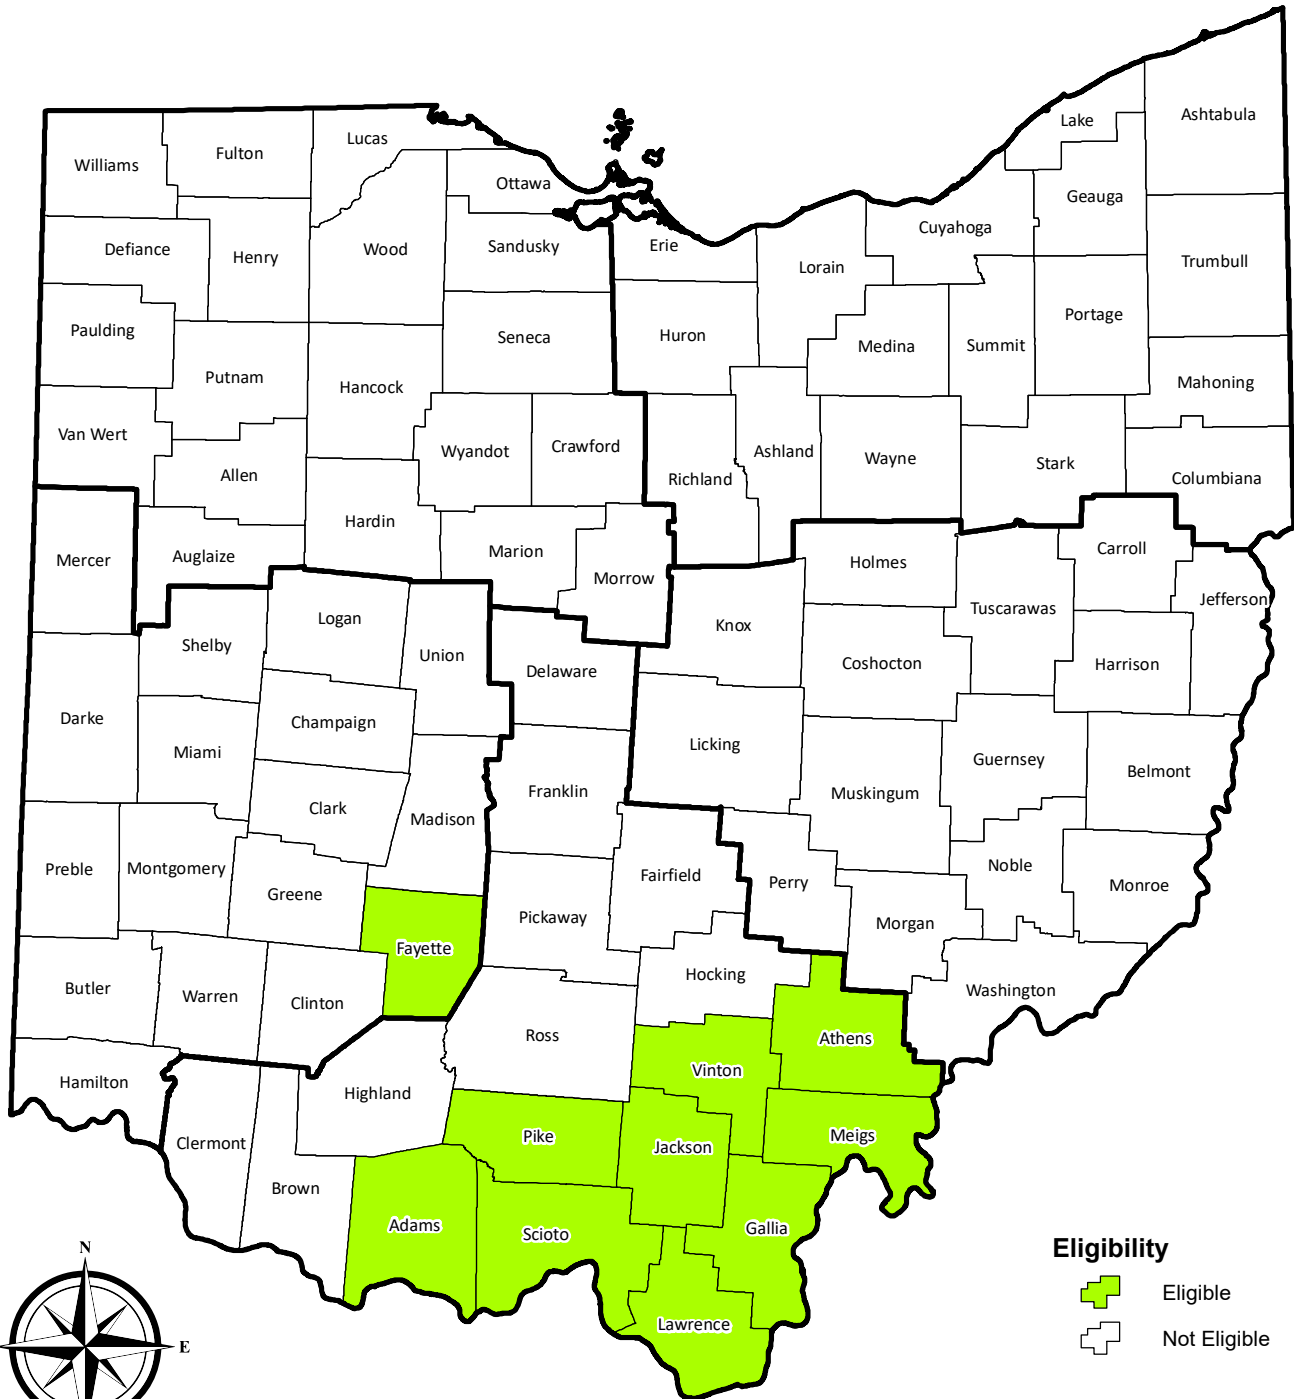 Lake
Ashtabula
Lucas
Fulton
Williams
Ottawa
Geauga
Cuyahoga
Defiance
Henry
Wood
Sandusky
Erie
Lorain
Trumbull
Paulding
Seneca
Huron
Medina
Summit
Portage
Putnam
Hancock
Mahoning
Van Wert
Allen
Wyandot
Crawford
Richland
Ashland
Wayne
Stark
Columbiana
Hardin
Mercer
Auglaize
Marion
Morrow
Holmes
Carroll
Jefferson
Tuscarawas
Logan
Knox
Shelby
Union
Delaware
Coshocton
Harrison
Darke
Champaign
Miami
Licking
Guernsey
Belmont
Clark
Madison
Franklin
Muskingum
Preble
Montgomery
Greene
Fairfield
Perry
Noble
Monroe
Pickaway
Morgan
Fayette
Hocking
Butler
Warren
Clinton
Washington
Ross
Athens
Hamilton
Highland
Vinton
Clermont
Pike
Jackson
Meigs
Brown
Adams
Scioto
Gallia
Lawrence
N
E
Eligibility
Eligible
Not Eligible